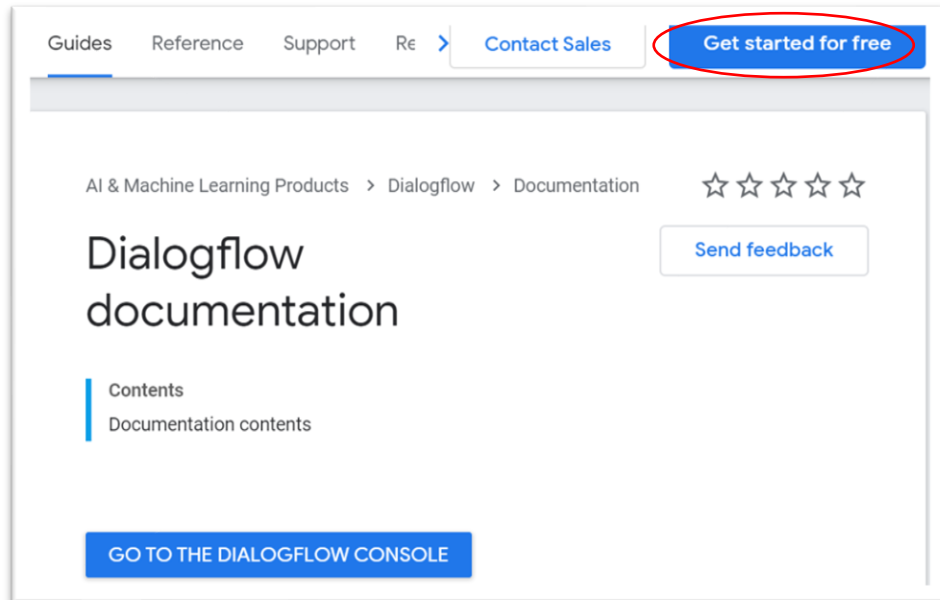 Guides Reference Support Re > Contact Sales Get started for free
AI & Machine Learning Products > Dialogflow > Documentation
Dialogflow
documentation
Send feedback
Contents
Documentation contents
GO TO THE DIALOGFLOW CONSOLE